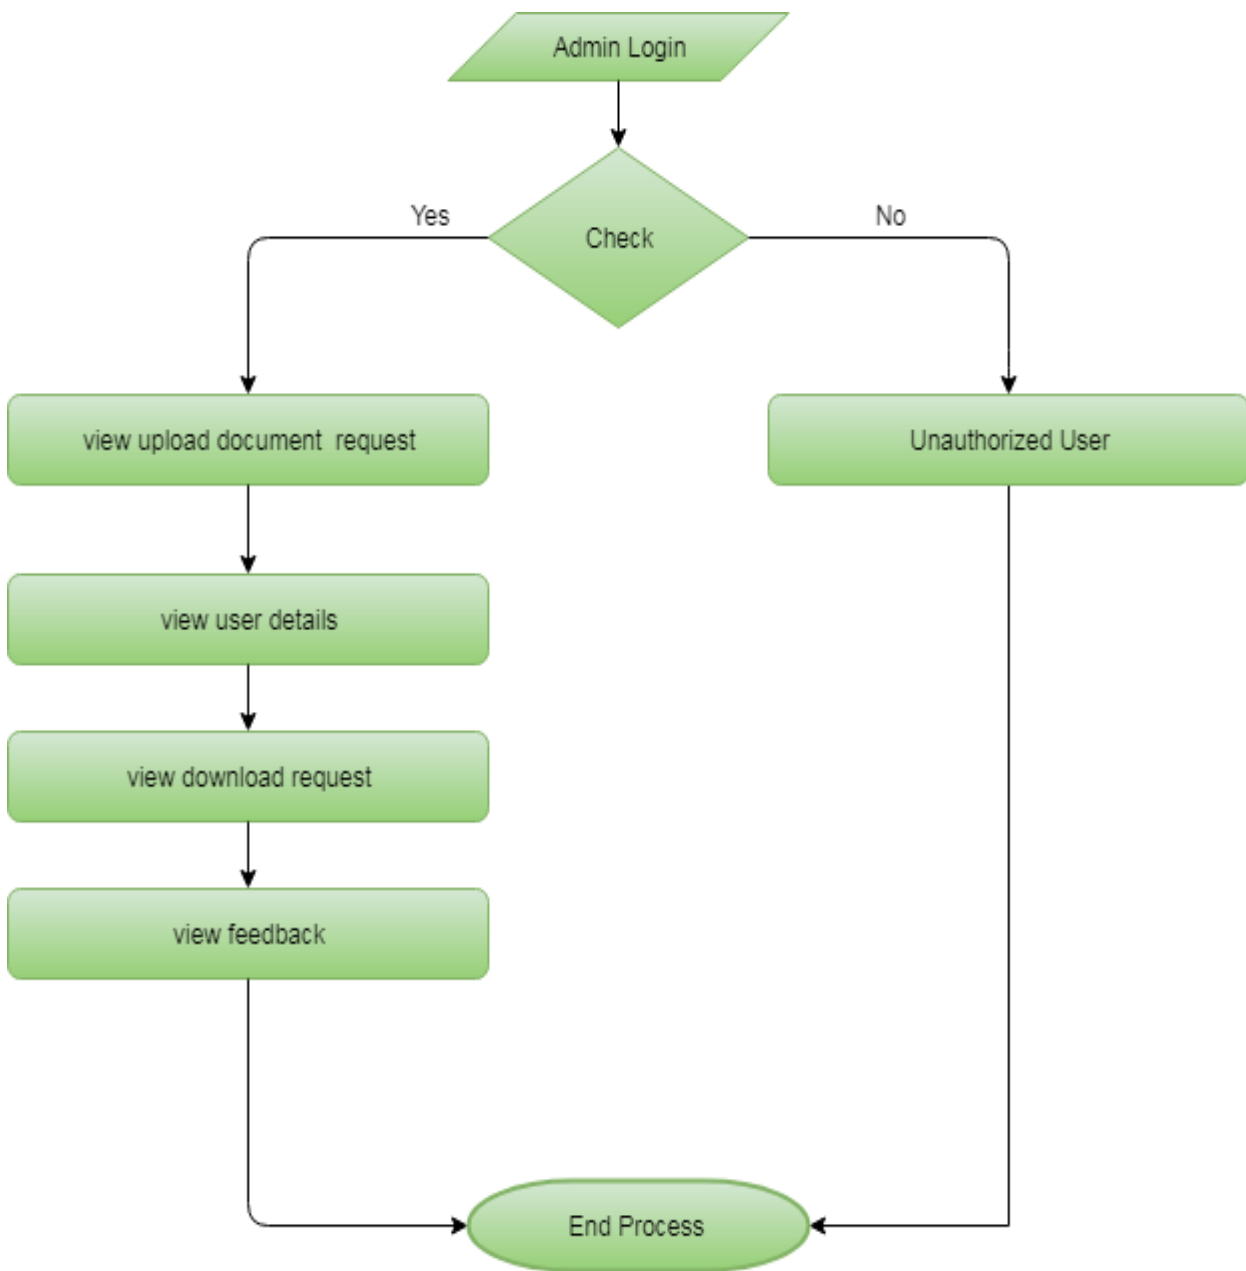 Admin Login
Check
Yes
No
view upload document  request
Unauthorized User
view user details
view download request
view feedback
End Process